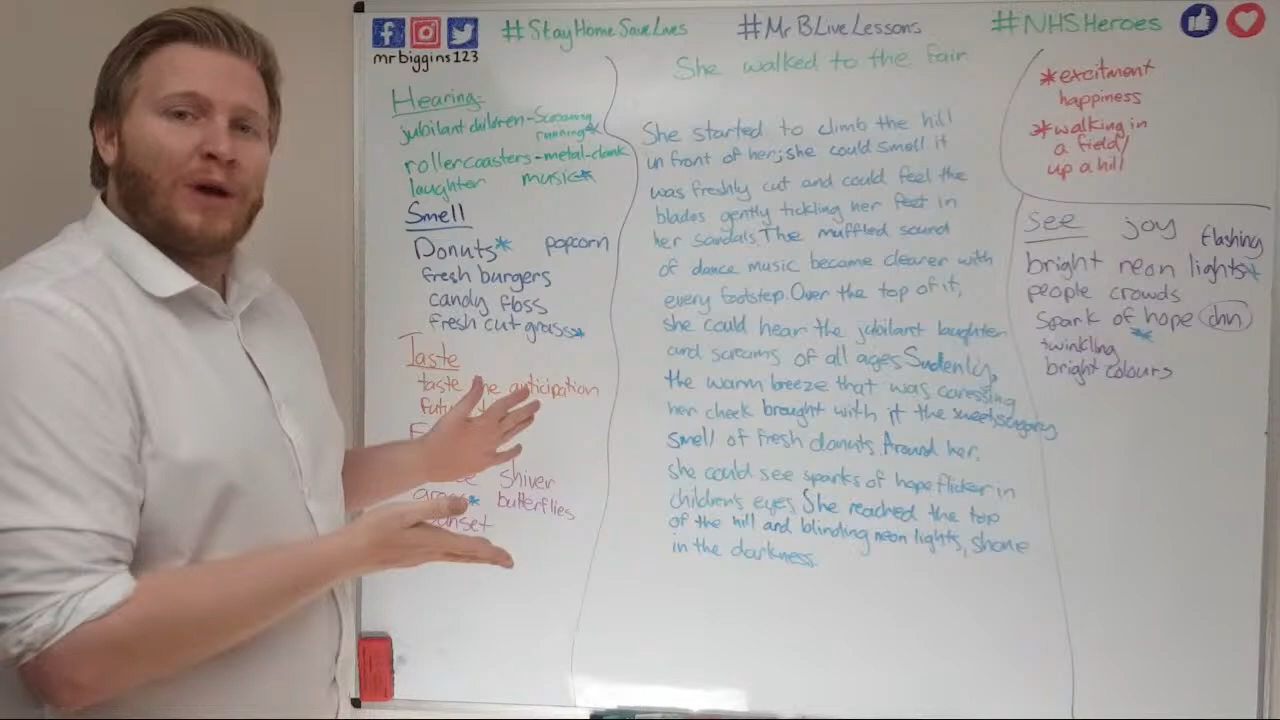 #StayHomeSaveLives
#MrBLiveLessons
#NHSHeroes
mrbiggins123
She walked to the fair
Hearing-
jubilant children-Screaming
running*
rollercoasters-metal-clank
laughter music*
Smell
Donuts* popcorn
fresh burgers
candy floss
fresh cut grass*
Taste
taste the anticipation
shiver
butterflies
She started to climb the hill
in front of her; she could smell it
was freshly cut and could feel the
blades gently tickling her feet in
her sandals. The muffled sound
of dance music became clearer with
every footstep. Over the top of it,
she could hear the jubilant laughter
and screams of all ages. Sudenly,
the warm breeze that was caressing
her cheek brought with it the sweet, sugary
smell of fresh donuts. Around her,
she could see sparks of hope flicker in
children's eyes. She reached the top
of the hill and blinding neon lights, shone
in the darkness.
*excitment
happiness
*walking in
a field/
up a hill
See joy flashing
bright neon lights*
people crowds
Spark of hope chn
*
twinkling
bright colours